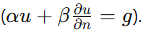 (αu + β ∂u/∂n = g).